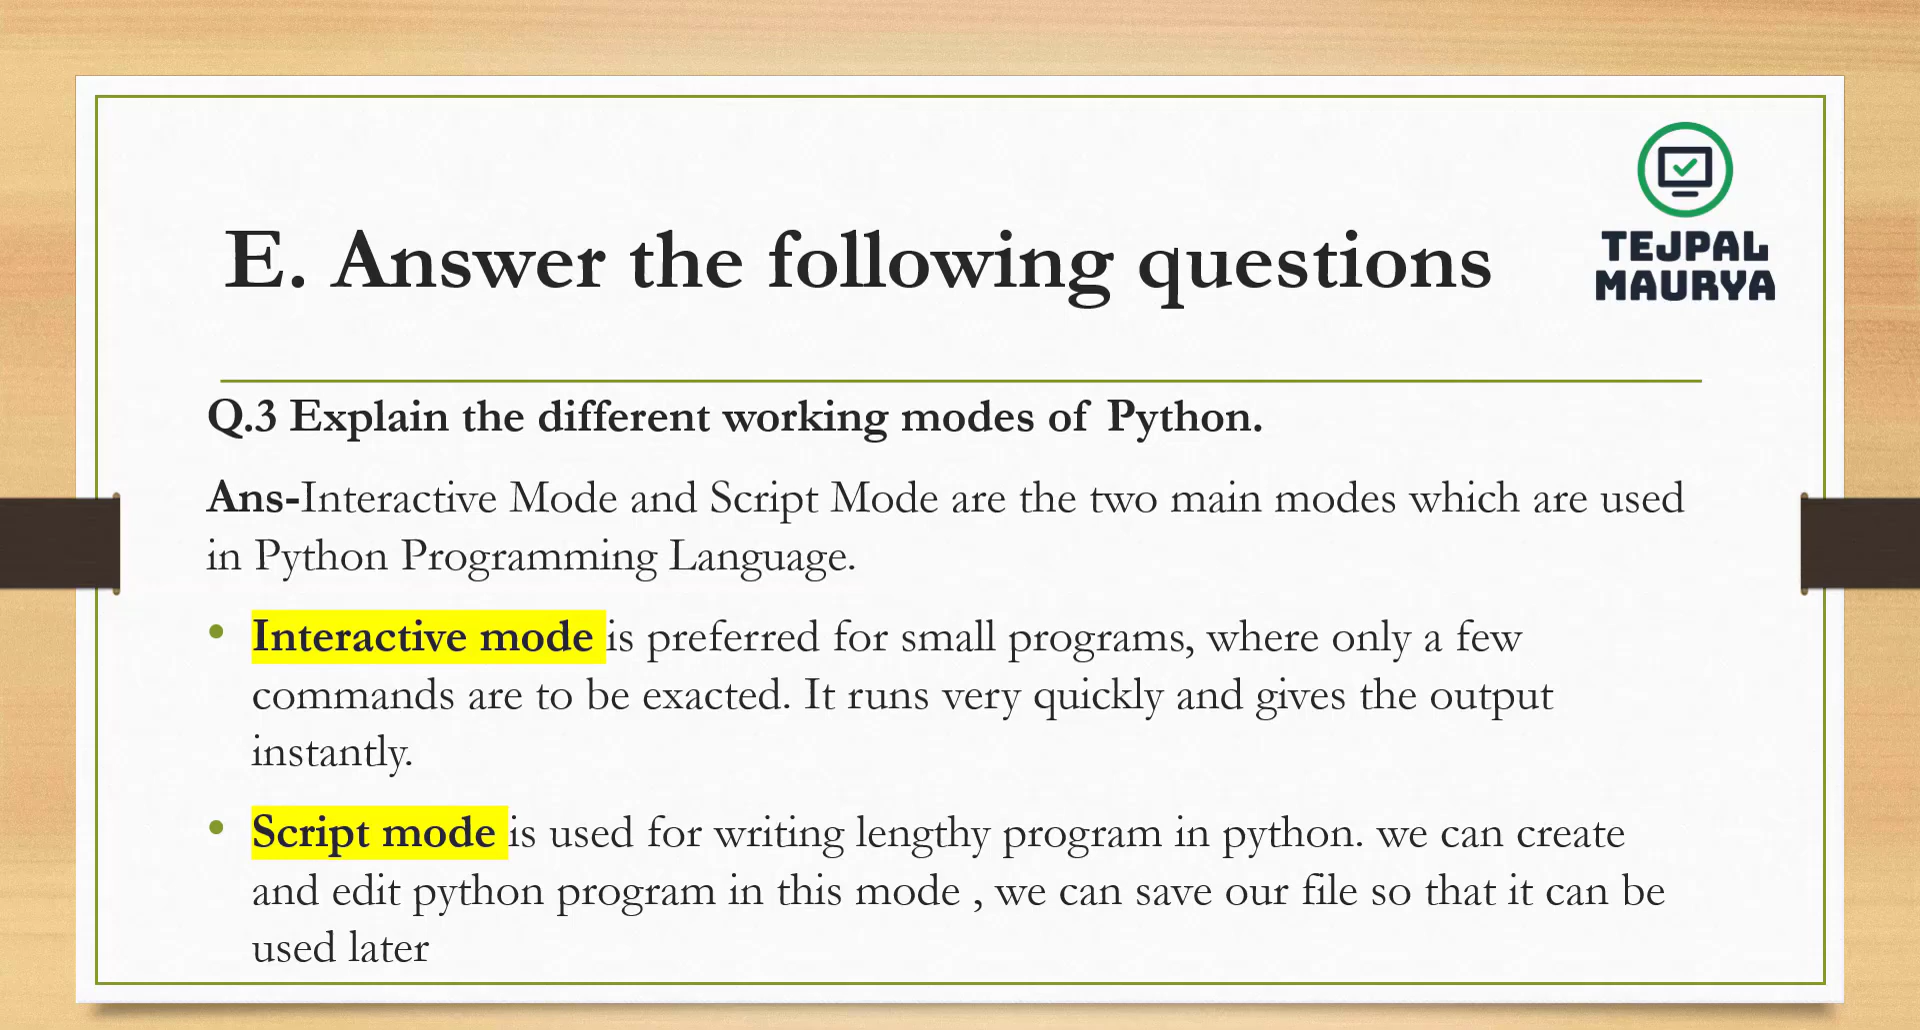 TEJPAL
MAURYA
E. Answer the following questions
Q.3 Explain the different working modes of Python.
Ans-Interactive Mode and Script Mode are the two main modes which are used
in Python Programming Language.
• Interactive mode is preferred for small programs, where only a few
commands are to be exacted. It runs very quickly and gives the output
instantly.
• Script mode is used for writing lengthy program in python. we can create
and edit python program in this mode , we can save our file so that it can be
used later